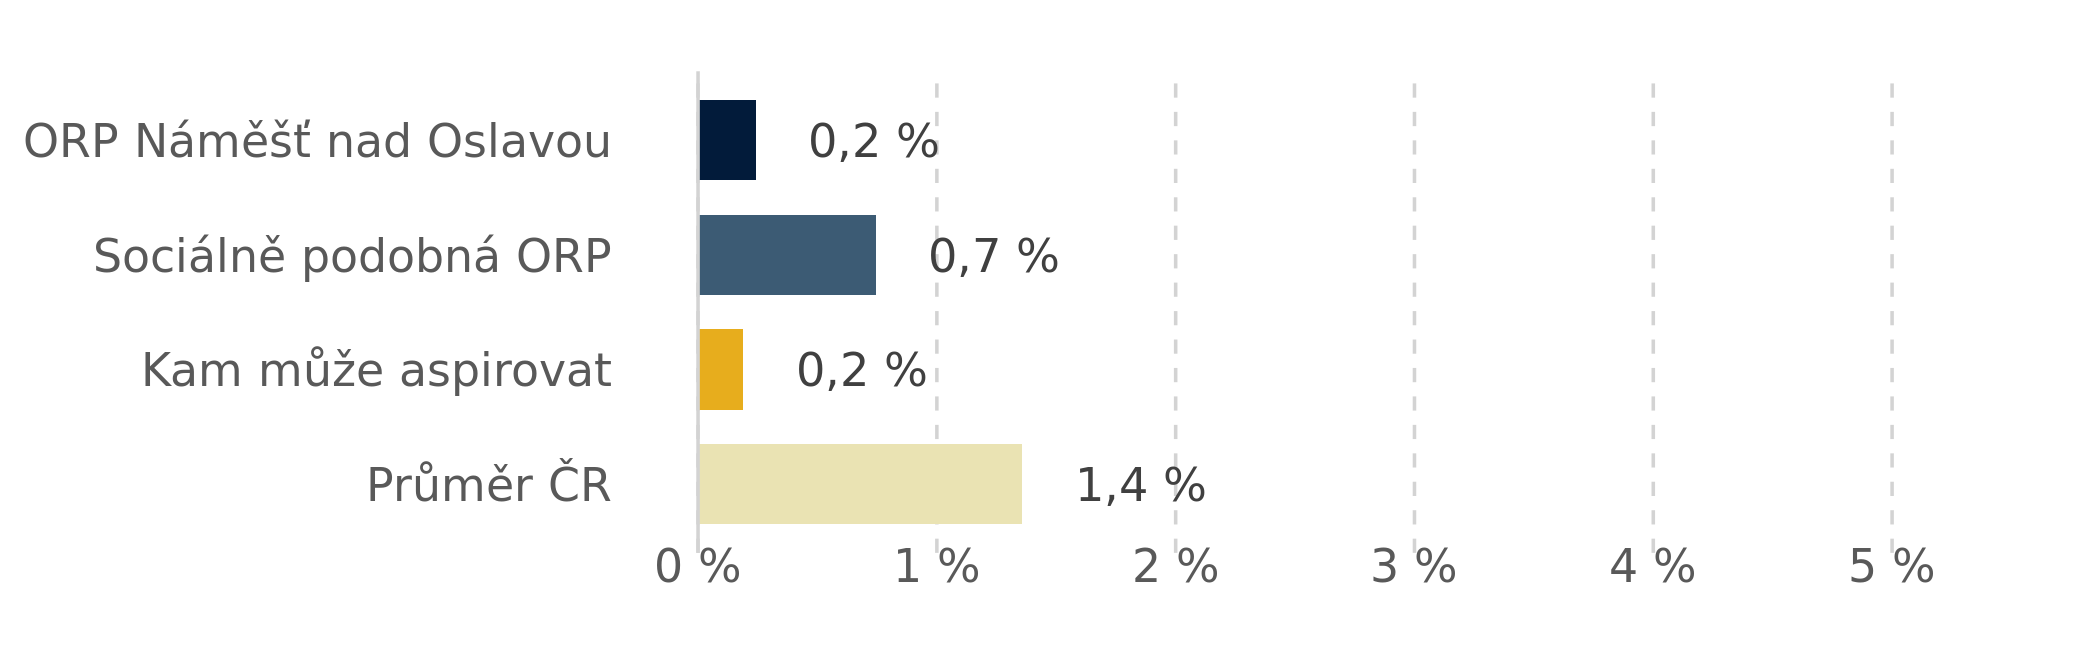 ORP Náměšť nad Oslavou 0,2 %
Sociálně podobná ORP 0,7 %
Kam může aspirovat 0,2 %
Průměr ČR 1,4 %
0 % 1 % 2 % 3 % 4 % 5 %